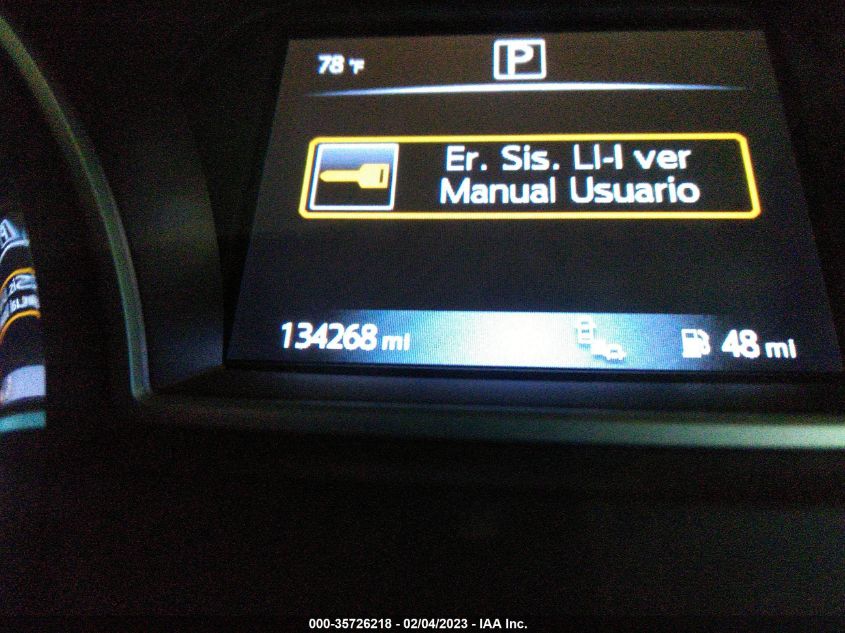 78 °F
P
Er. Sis. LI-I ver
Manual Usuario
134268 mi
48 mi
000-35726218 - 02/04/2023 - IAA Inc.